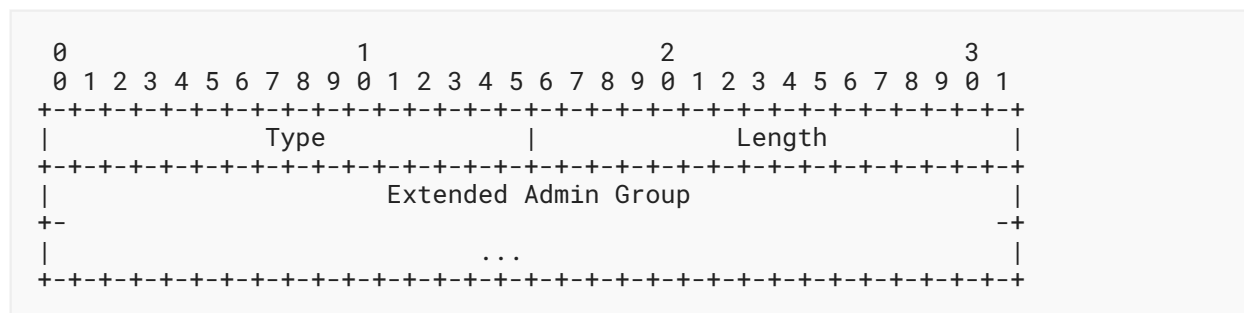 0                   1                   2                   3
 0 1 2 3 4 5 6 7 8 9 0 1 2 3 4 5 6 7 8 9 0 1 2 3 4 5 6 7 8 9 0 1
+-+-+-+-+-+-+-+-+-+-+-+-+-+-+-+-+-+-+-+-+-+-+-+-+-+-+-+-+-+-+-+-+
|              Type             |             Length            |
+-+-+-+-+-+-+-+-+-+-+-+-+-+-+-+-+-+-+-+-+-+-+-+-+-+-+-+-+-+-+-+-+
|                      Extended Admin Group                     |
+-                                                             -+
|                            ...                                |
+-+-+-+-+-+-+-+-+-+-+-+-+-+-+-+-+-+-+-+-+-+-+-+-+-+-+-+-+-+-+-+-+